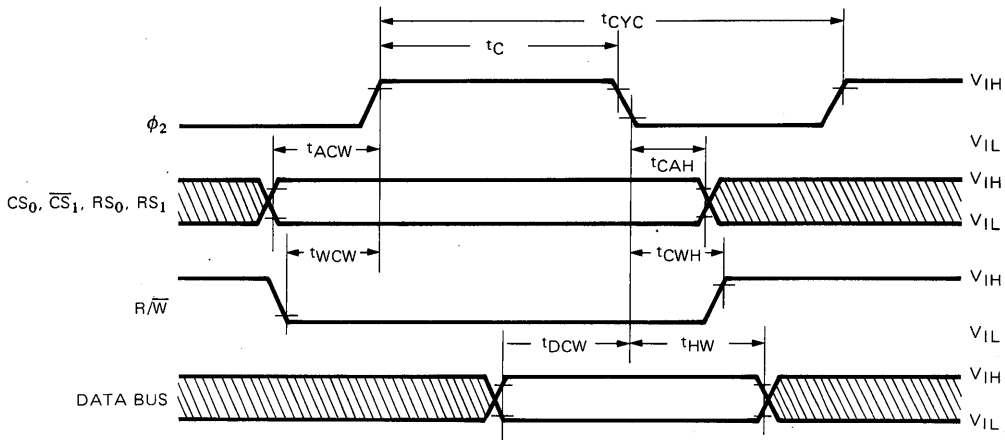 tCYC
tC
VIH
ϕ2
VIL
tACW
tCAH
VIH
CS0, C̅S̅1, RS0, RS1
VIL
tWCW
tCWH
VIH
R/W̅
VIL
tDCW
tHW
VIH
DATA BUS
VIL